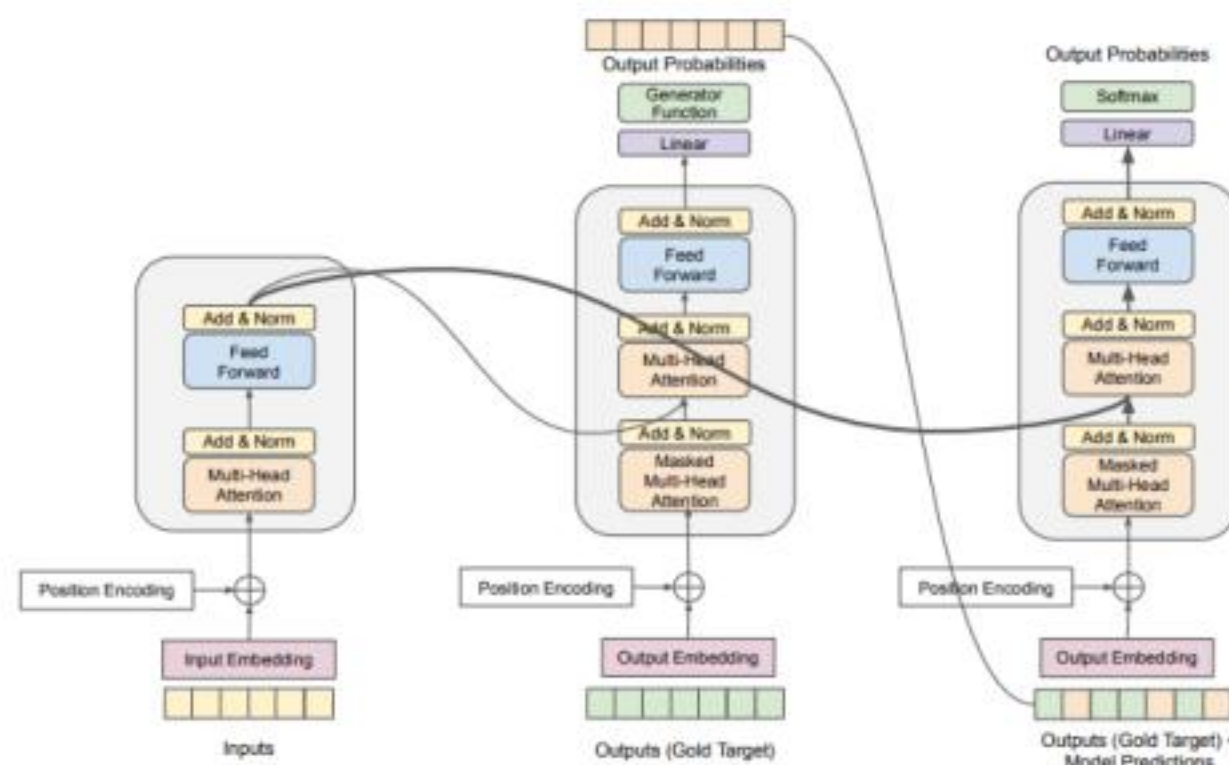 Output Probabilities
Generator
Function
Linear
Add & Norm
Feed
Forward
Add & Norm
Multi-Head
Attention
Add & Norm
Masked
Multi-Head
Attention
Position Encoding
Output Embedding
Outputs (Gold Target)
Add & Norm
Feed
Forward
Add & Norm
Multi-Head
Attention
Position Encoding
Input Embedding
Inputs
Output Probabilities
Softmax
Linear
Add & Norm
Feed
Forward
Add & Norm
Multi-Head
Attention
Add & Norm
Masked
Multi-Head
Attention
Position Encoding
Output Embedding
Outputs (Gold Target)
Model Predictions